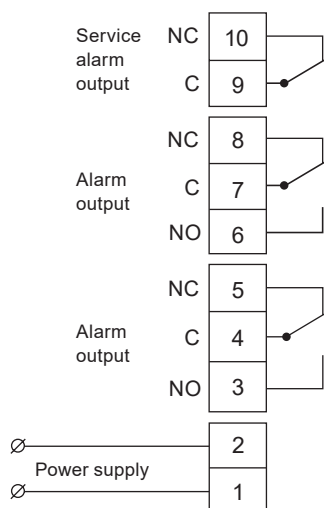 Service
alarm
output
NC 10
C 9
Alarm
output
NC 8
C 7
NO 6
Alarm
output
NC 5
C 4
NO 3
Power supply
2
1